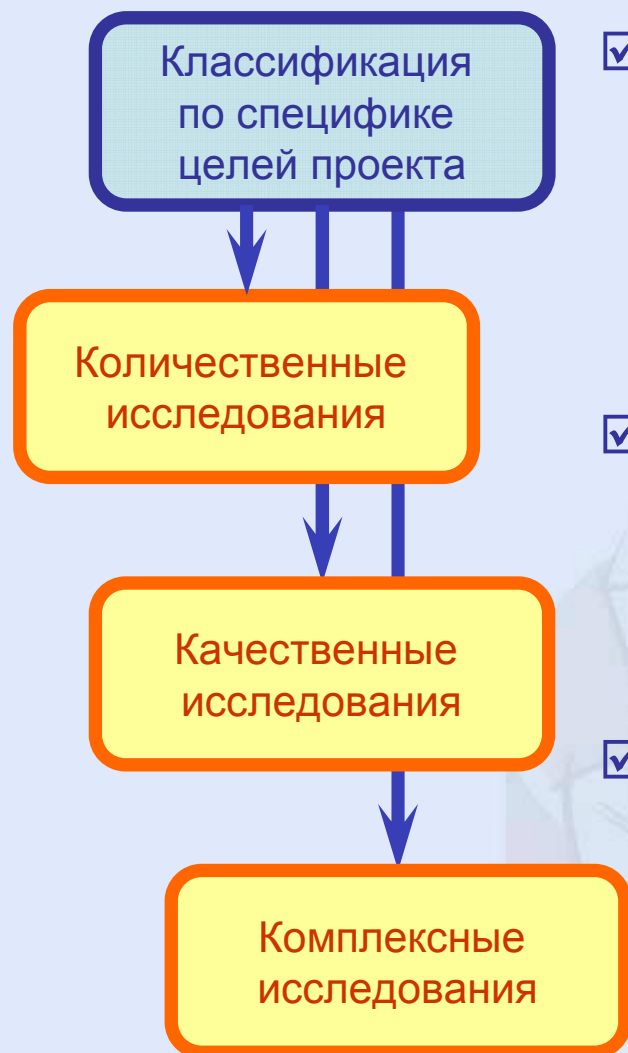 Классификация
по специфике
целей проекта
Количественные
исследования
Качественные
исследования
Комплексные
исследования